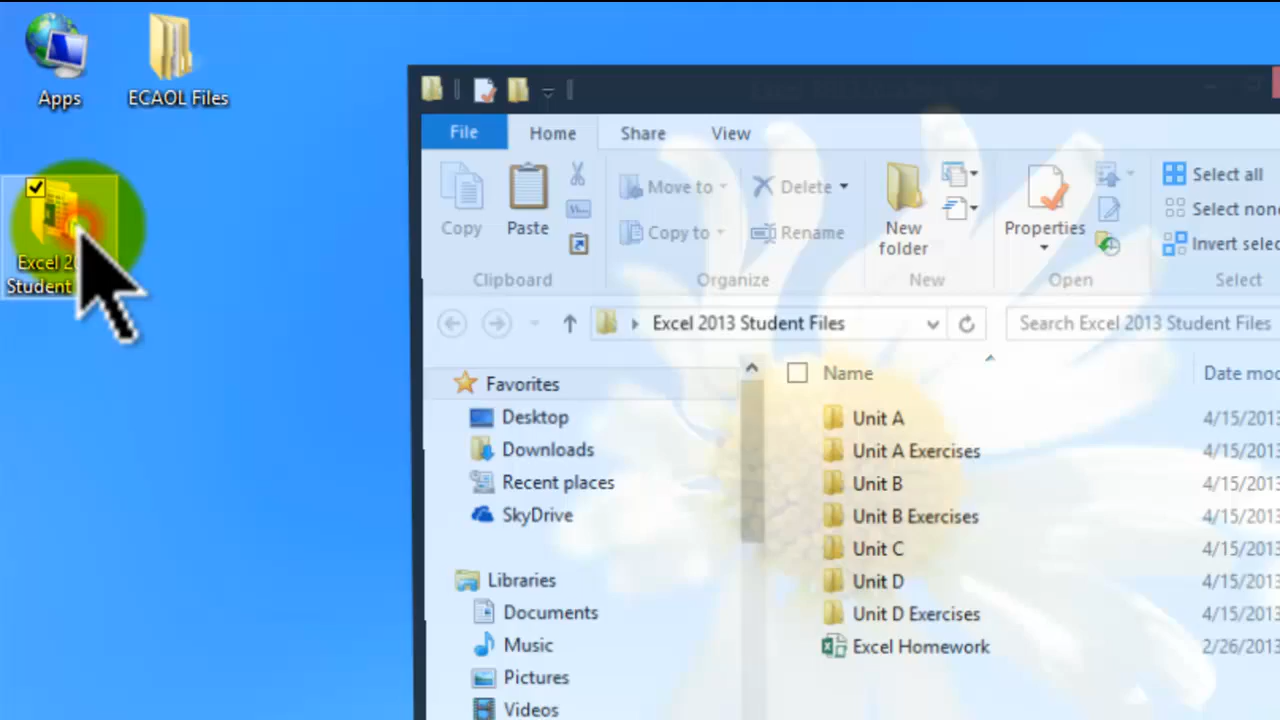 Apps
ECAOL Files
Excel 20
Student
File
Home
Share
View
Copy
Paste
Clipboard
Move to
Copy to
Delete
Rename
Organize
New
folder
New
Properties
Open
Select all
Select none
Invert selec
Select
Excel 2013 Student Files
Search Excel 2013 Student Files
Favorites
Desktop
Downloads
Recent places
SkyDrive
Libraries
Documents
Music
Pictures
Videos
Name
Date mod
Unit A
4/15/2013
Unit A Exercises
4/15/2013
Unit B
4/15/2013
Unit B Exercises
4/15/2013
Unit C
4/15/2013
Unit D
4/15/2013
Unit D Exercises
4/15/2013
Excel Homework
2/26/2013